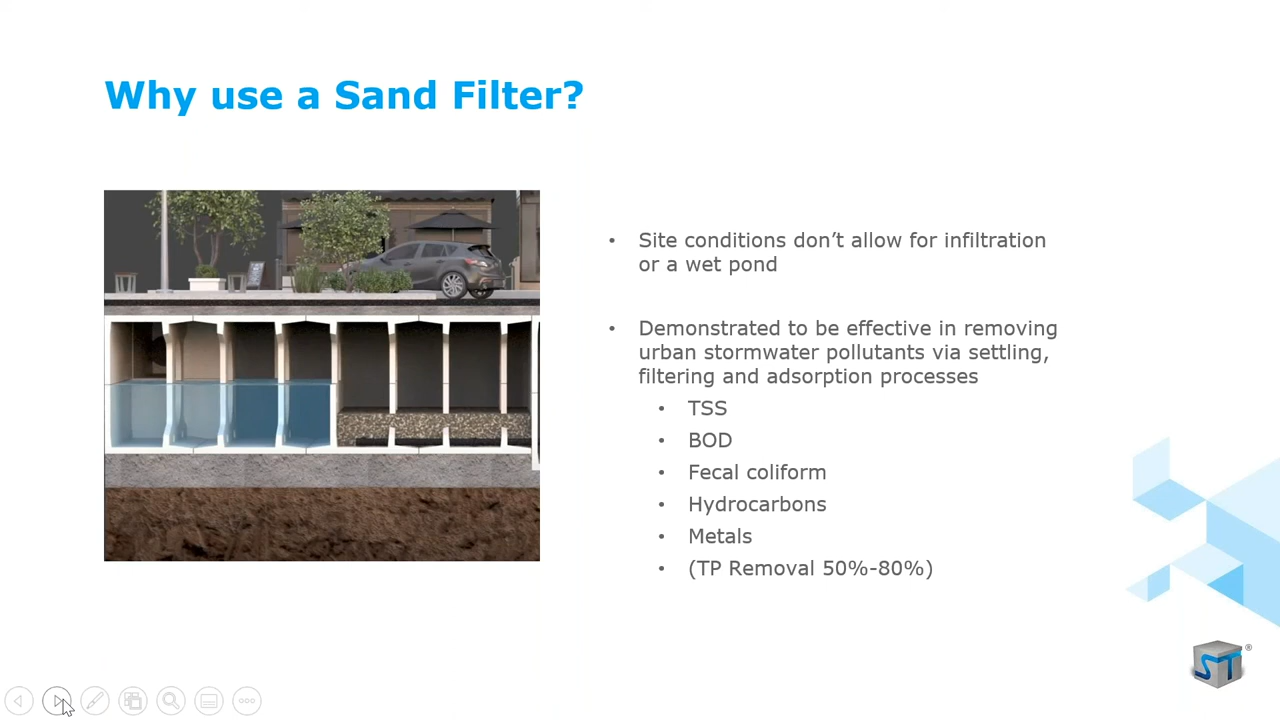 Why use a Sand Filter?
• Site conditions don’t allow for infiltration
or a wet pond
• Demonstrated to be effective in removing
urban stormwater pollutants via settling,
filtering and adsorption processes
• TSS
• BOD
• Fecal coliform
• Hydrocarbons
• Metals
• (TP Removal 50%-80%)
ST®